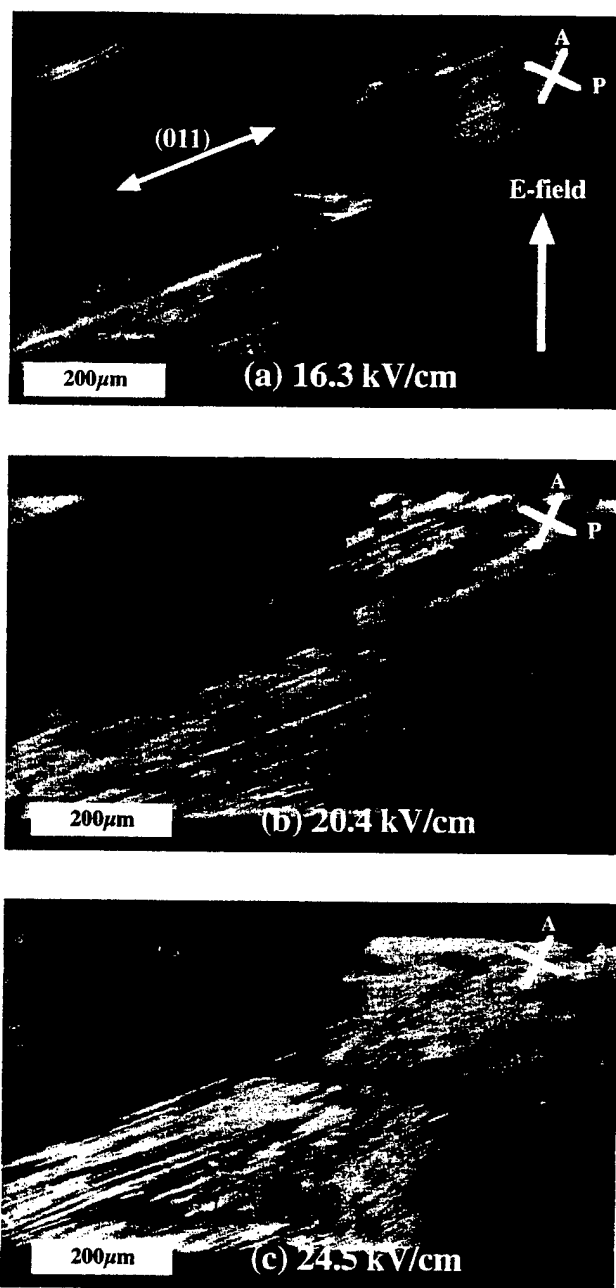 A
P
(011)
E-field
200μm
(a) 16.3 kV/cm
A
P
200μm
(b) 20.4 kV/cm
A
200μm
(c) 24.5 kV/cm